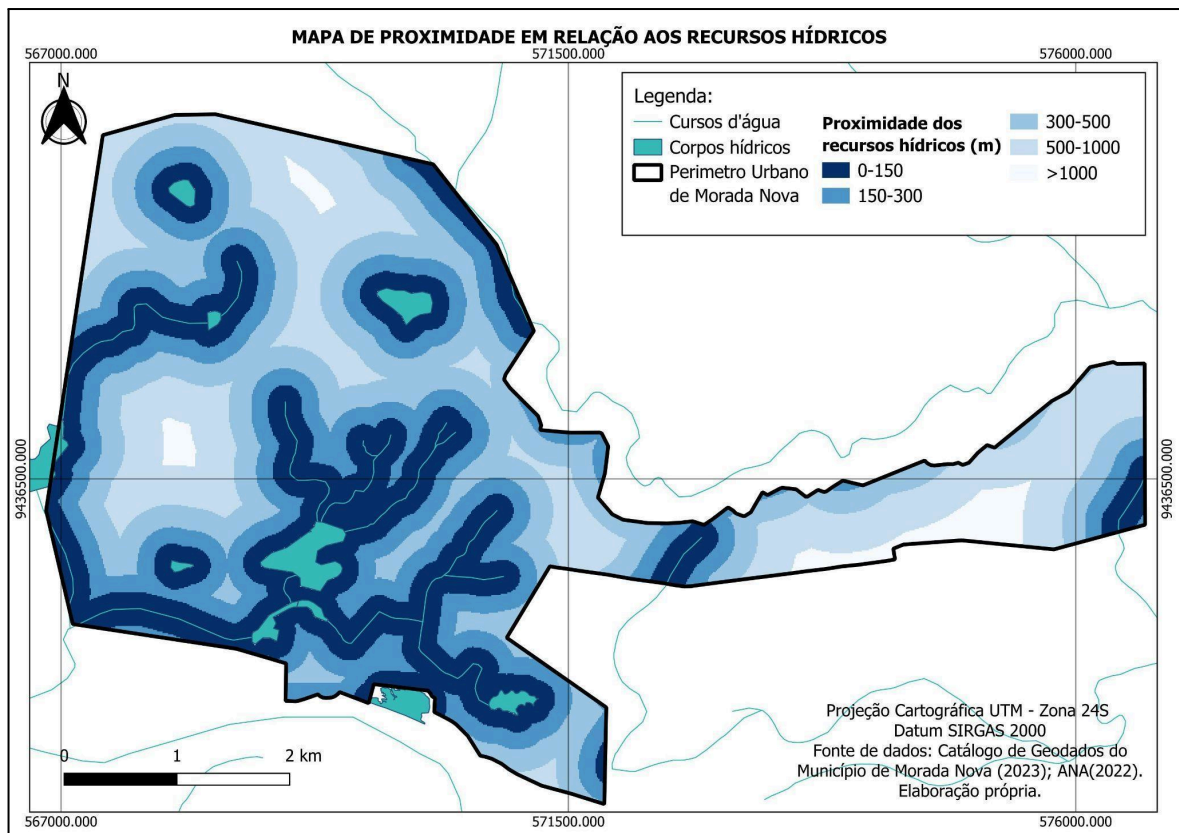 MAPA DE PROXIMIDADE EM RELAÇÃO AOS RECURSOS HÍDRICOS
567000.000
571500.000
576000.000
N
Legenda:
Cursos d'água
Corpos hídricos
Perimetro Urbano
de Morada Nova
Proximidade dos
recursos hídricos (m)
0-150
150-300
300-500
500-1000
>1000
9436500.000
9436500.000
0 1 2 km
Projeção Cartográfica UTM - Zona 24S
Datum SIRGAS 2000
Fonte de dados: Catálogo de Geodados do
Município de Morada Nova (2023); ANA(2022).
Elaboração própria.
567000.000
571500.000
576000.000